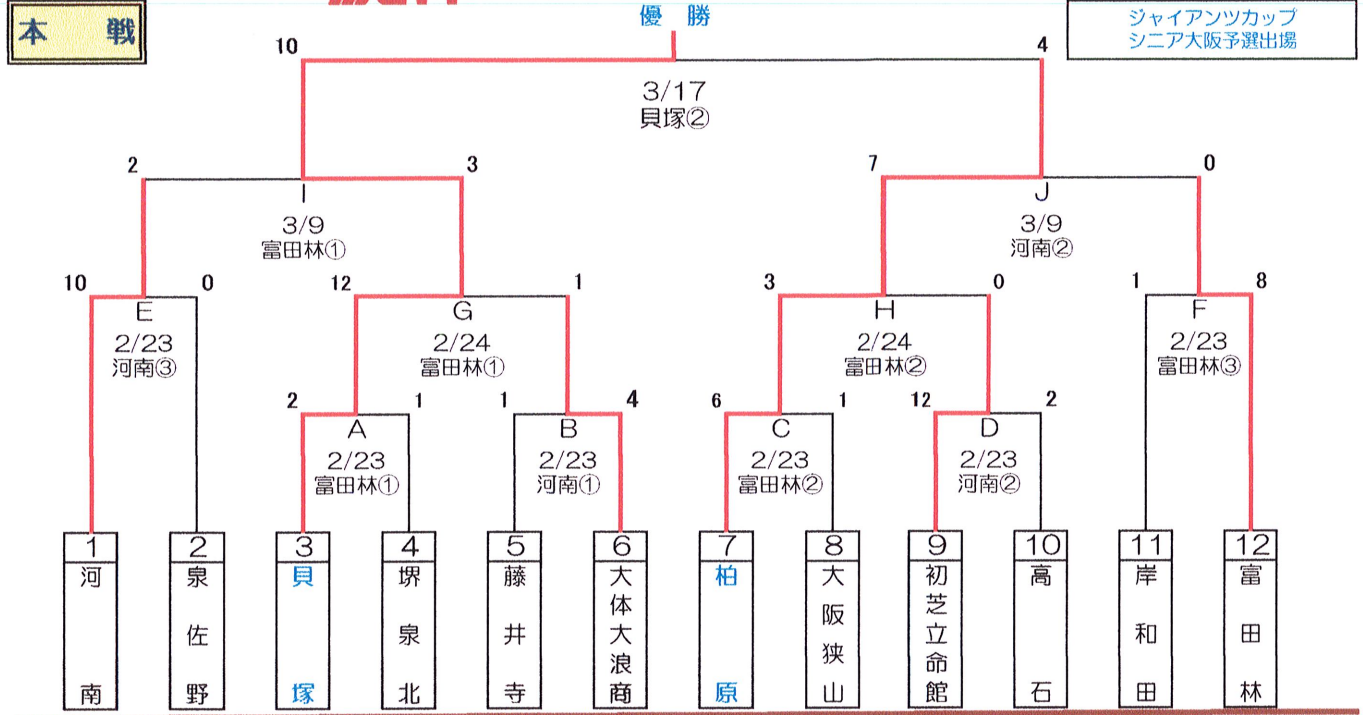 本 戦
優 勝
ジャイアンツカップ
シニア大阪予選出場
10
4
3/17
貝塚②
2
3
7
0
I
J
3/9
富田林①
3/9
河南②
10
0
12
1
3
0
1
8
E
G
H
F
2/23
河南③
2/24
富田林①
2/24
富田林②
2/23
富田林③
2
1
1
4
6
1
12
2
A
B
C
D
2/23
富田林①
2/23
河南①
2/23
富田林②
2/23
河南②
1
河南
2
泉佐野
3
貝塚
4
堺泉北
5
藤井寺
6
大体大浪商
7
柏原
8
大阪狭山
9
初芝立命館
10
高石
11
岸和田
12
富田林